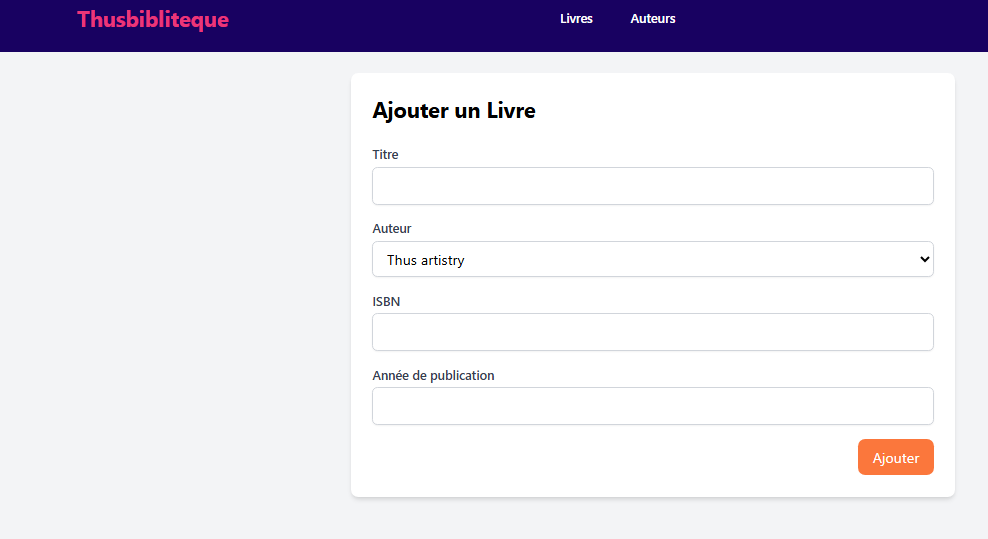 Thusbibliteque
Livres Auteurs
Ajouter un Livre
Titre
Auteur
Thus artistry
ISBN
Année de publication
Ajouter